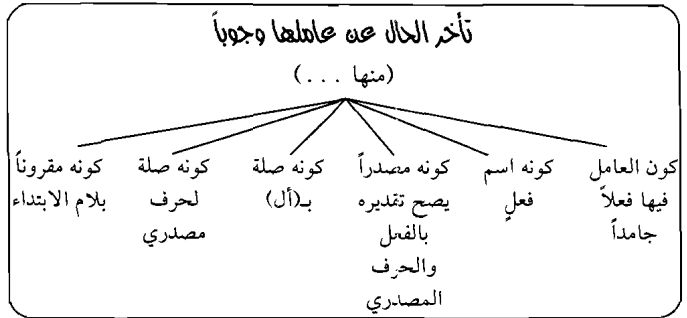 تأخر الحال عن عاملها وجوباً
(منها . . .)
كون العامل
فيها فعلاً
جامداً
كونه اسم
فعلٍ
كونه مصدراً
يصح تقديره
بالفعل
والحرف
المصدري
كونه صلة
بـ(أل)
كونه صلة
لحرف
مصدري
كونه مقروناً
بلام الابتداء